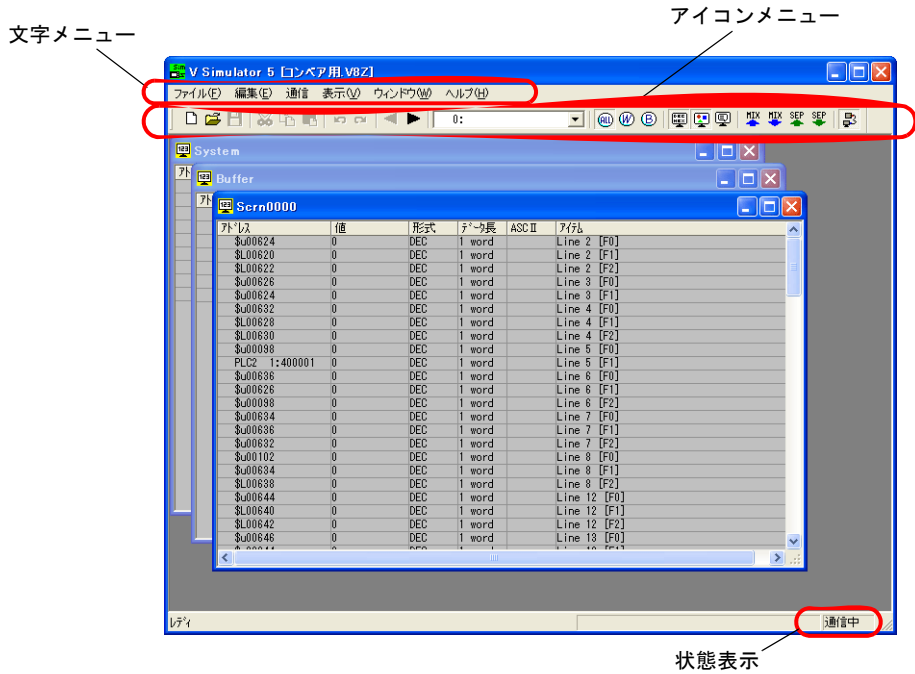 アイコンメニュー
文字メニュー
V Simulator 5 [コンベア用.V8Z]
ファイル(F) 編集(E) 通信 表示(V) ウィンドウ(W) ヘルプ(H)
0: ALL W B MIX MIX SEP SEP
System
アド
Buffer
アド
Scrn0000
アドレス 値 形式 データ長 ASCⅡ アイテム
$u00624 0 DEC 1 word Line 2 [F0]
$L00620 0 DEC 1 word Line 2 [F1]
$L00622 0 DEC 1 word Line 2 [F2]
$u00626 0 DEC 1 word Line 3 [F0]
$u00624 0 DEC 1 word Line 3 [F1]
$u00632 0 DEC 1 word Line 4 [F0]
$L00628 0 DEC 1 word Line 4 [F1]
$L00630 0 DEC 1 word Line 4 [F2]
$u00098 0 DEC 1 word Line 5 [F0]
PLC2 1:400001 0 DEC 1 word Line 5 [F1]
$u00636 0 DEC 1 word Line 6 [F0]
$u00626 0 DEC 1 word Line 6 [F1]
$u00098 0 DEC 1 word Line 6 [F2]
$u00634 0 DEC 1 word Line 7 [F0]
$u00636 0 DEC 1 word Line 7 [F1]
$u00632 0 DEC 1 word Line 7 [F2]
$u00102 0 DEC 1 word Line 8 [F0]
$u00634 0 DEC 1 word Line 8 [F1]
$L00638 0 DEC 1 word Line 8 [F2]
$u00644 0 DEC 1 word Line 12 [F0]
$L00640 0 DEC 1 word Line 12 [F1]
$L00642 0 DEC 1 word Line 12 [F2]
$u00646 0 DEC 1 word Line 13 [F0]
レディ 通信中
状態表示